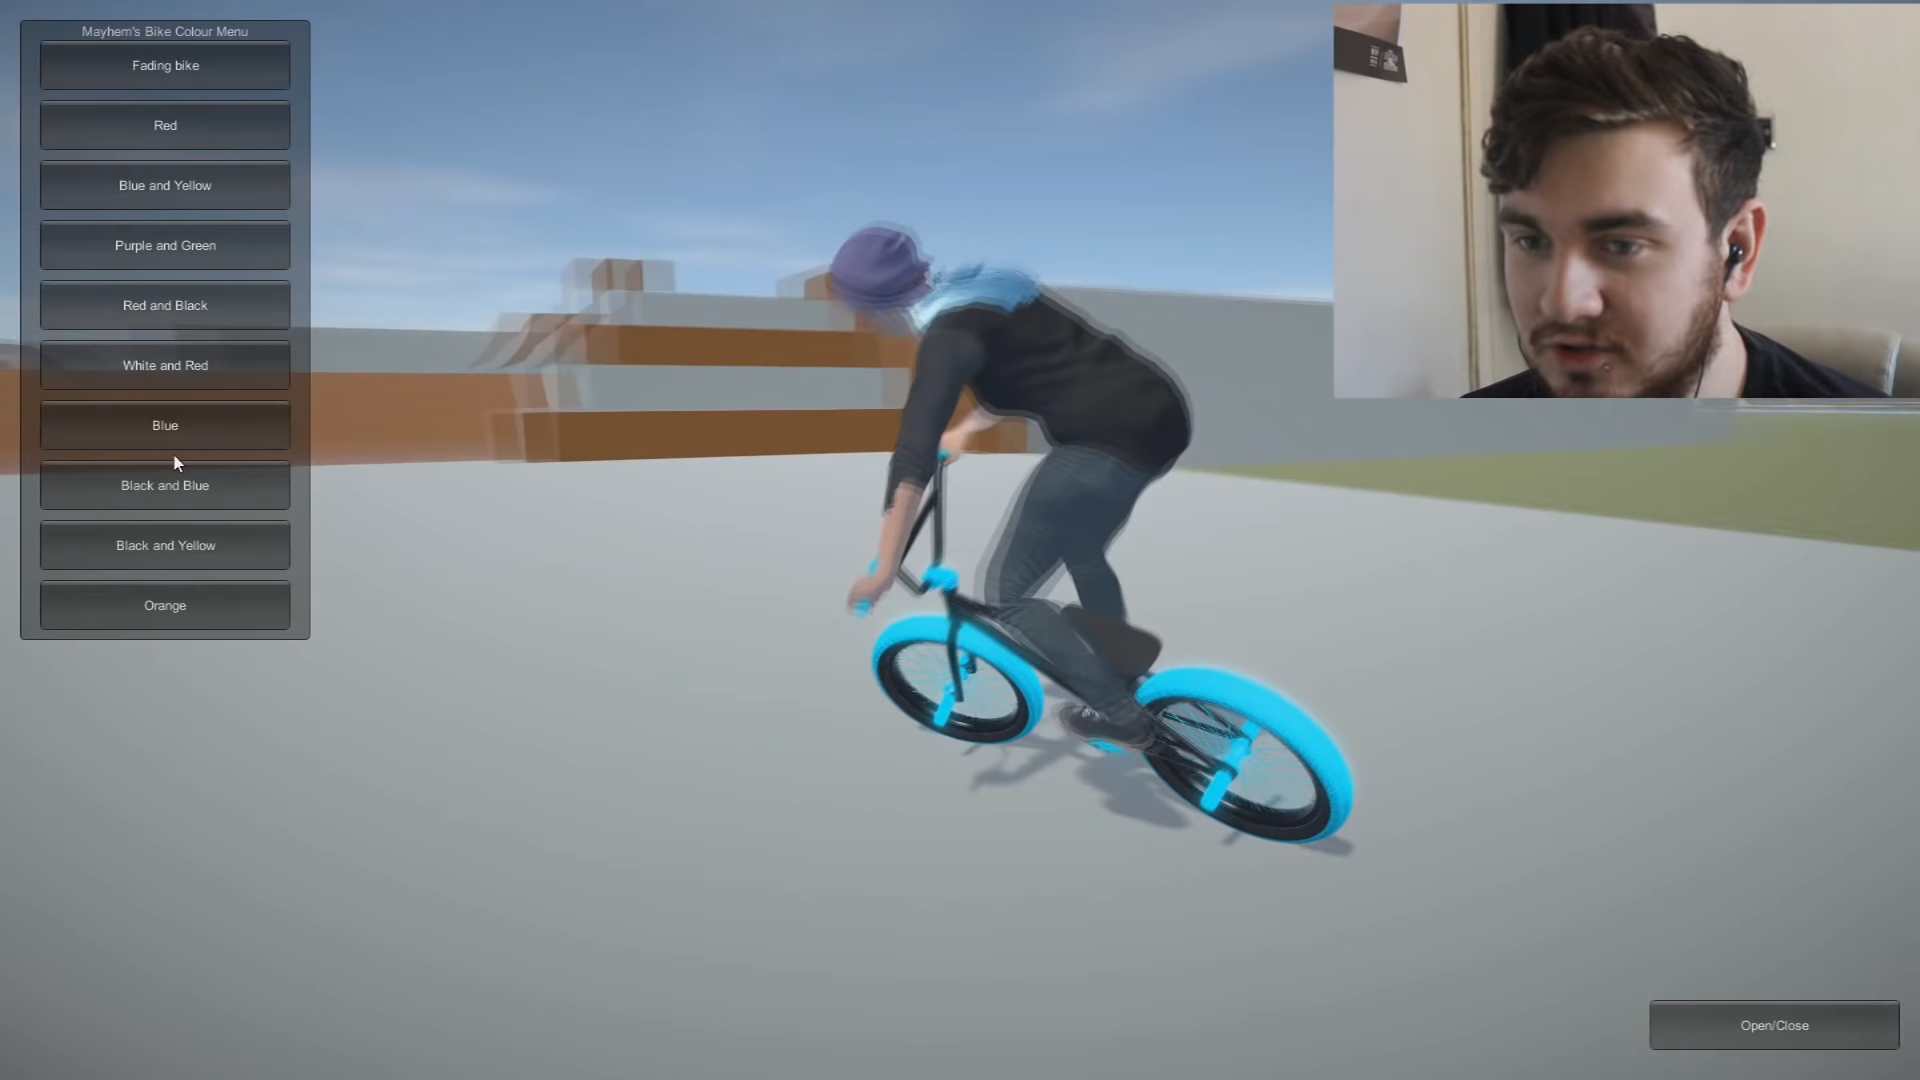 Mayhem's Bike Colour Menu
Fading bike
Red
Blue and Yellow
Purple and Green
Red and Black
White and Red
Blue
Black and Blue
Black and Yellow
Orange
Open/Close